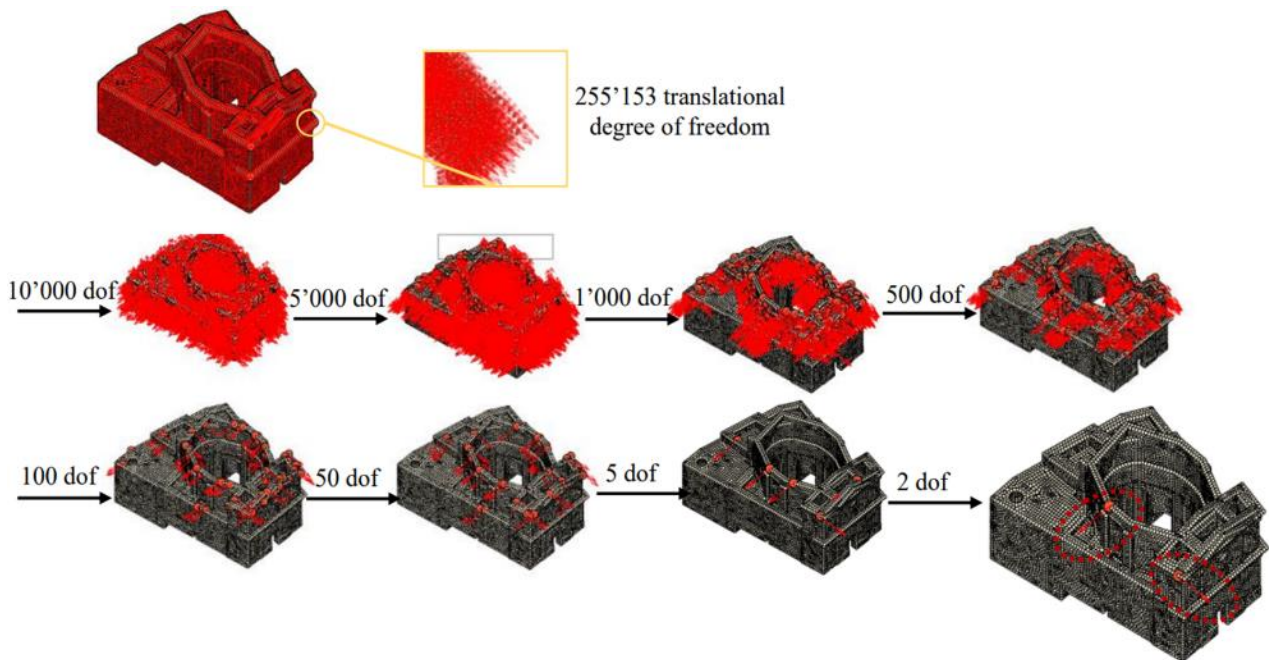 255’153 translational
degree of freedom
10’000 dof
5’000 dof
1’000 dof
500 dof
100 dof
50 dof
5 dof
2 dof